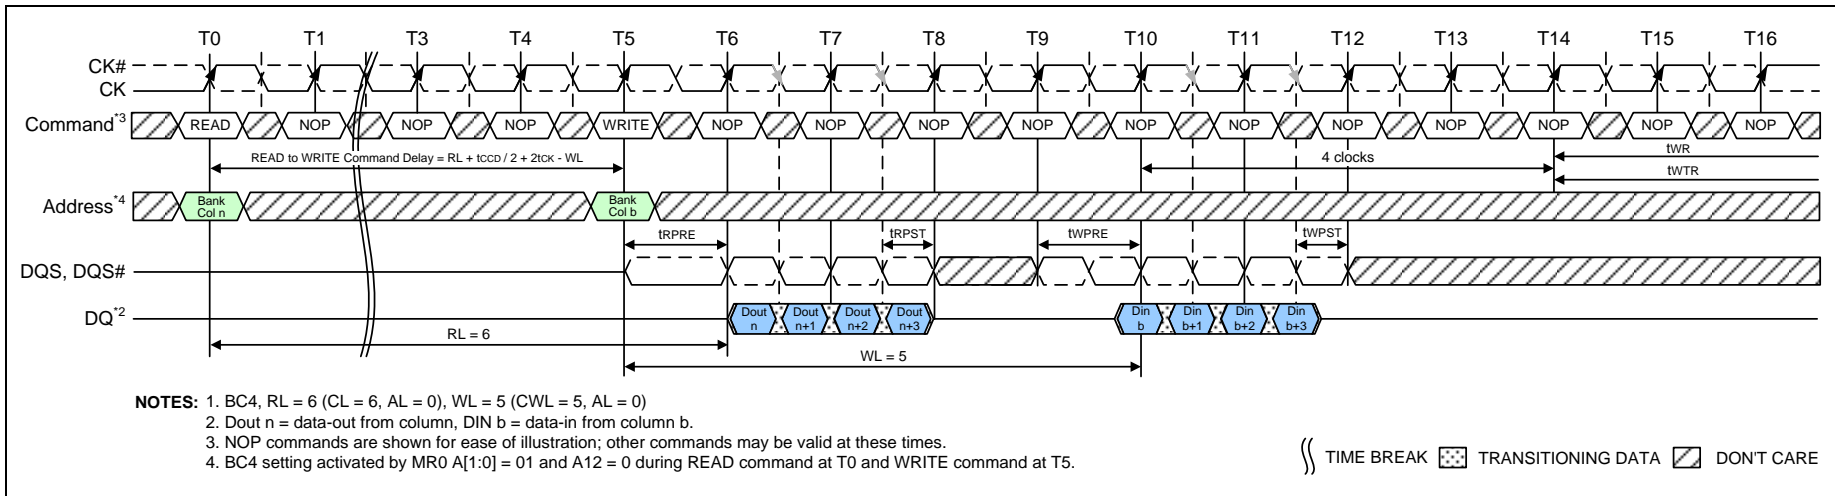 T0 T1 T3 T4 T5 T6 T7 T8 T9 T10 T11 T12 T13 T14 T15 T16
CK#
CK
Command*3 READ NOP NOP NOP WRITE NOP NOP NOP NOP NOP NOP NOP NOP NOP NOP NOP
READ to WRITE Command Delay = RL + tCCD / 2 + 2tCK - WL
4 clocks
tWR
tWTR
Address*4
Bank
Col n
Bank
Col b
tRPRE tRPST tWPRE tWPST
DQS, DQS#
DQ*2
Dout
n
Dout
n+1
Dout
n+2
Dout
n+3
Din
b
Din
b+1
Din
b+2
Din
b+3
RL = 6
WL = 5
NOTES: 1. BC4, RL = 6 (CL = 6, AL = 0), WL = 5 (CWL = 5, AL = 0)
2. Dout n = data-out from column, DIN b = data-in from column b.
3. NOP commands are shown for ease of illustration; other commands may be valid at these times.
4. BC4 setting activated by MR0 A[1:0] = 01 and A12 = 0 during READ command at T0 and WRITE command at T5.
TIME BREAK TRANSITIONING DATA DON'T CARE